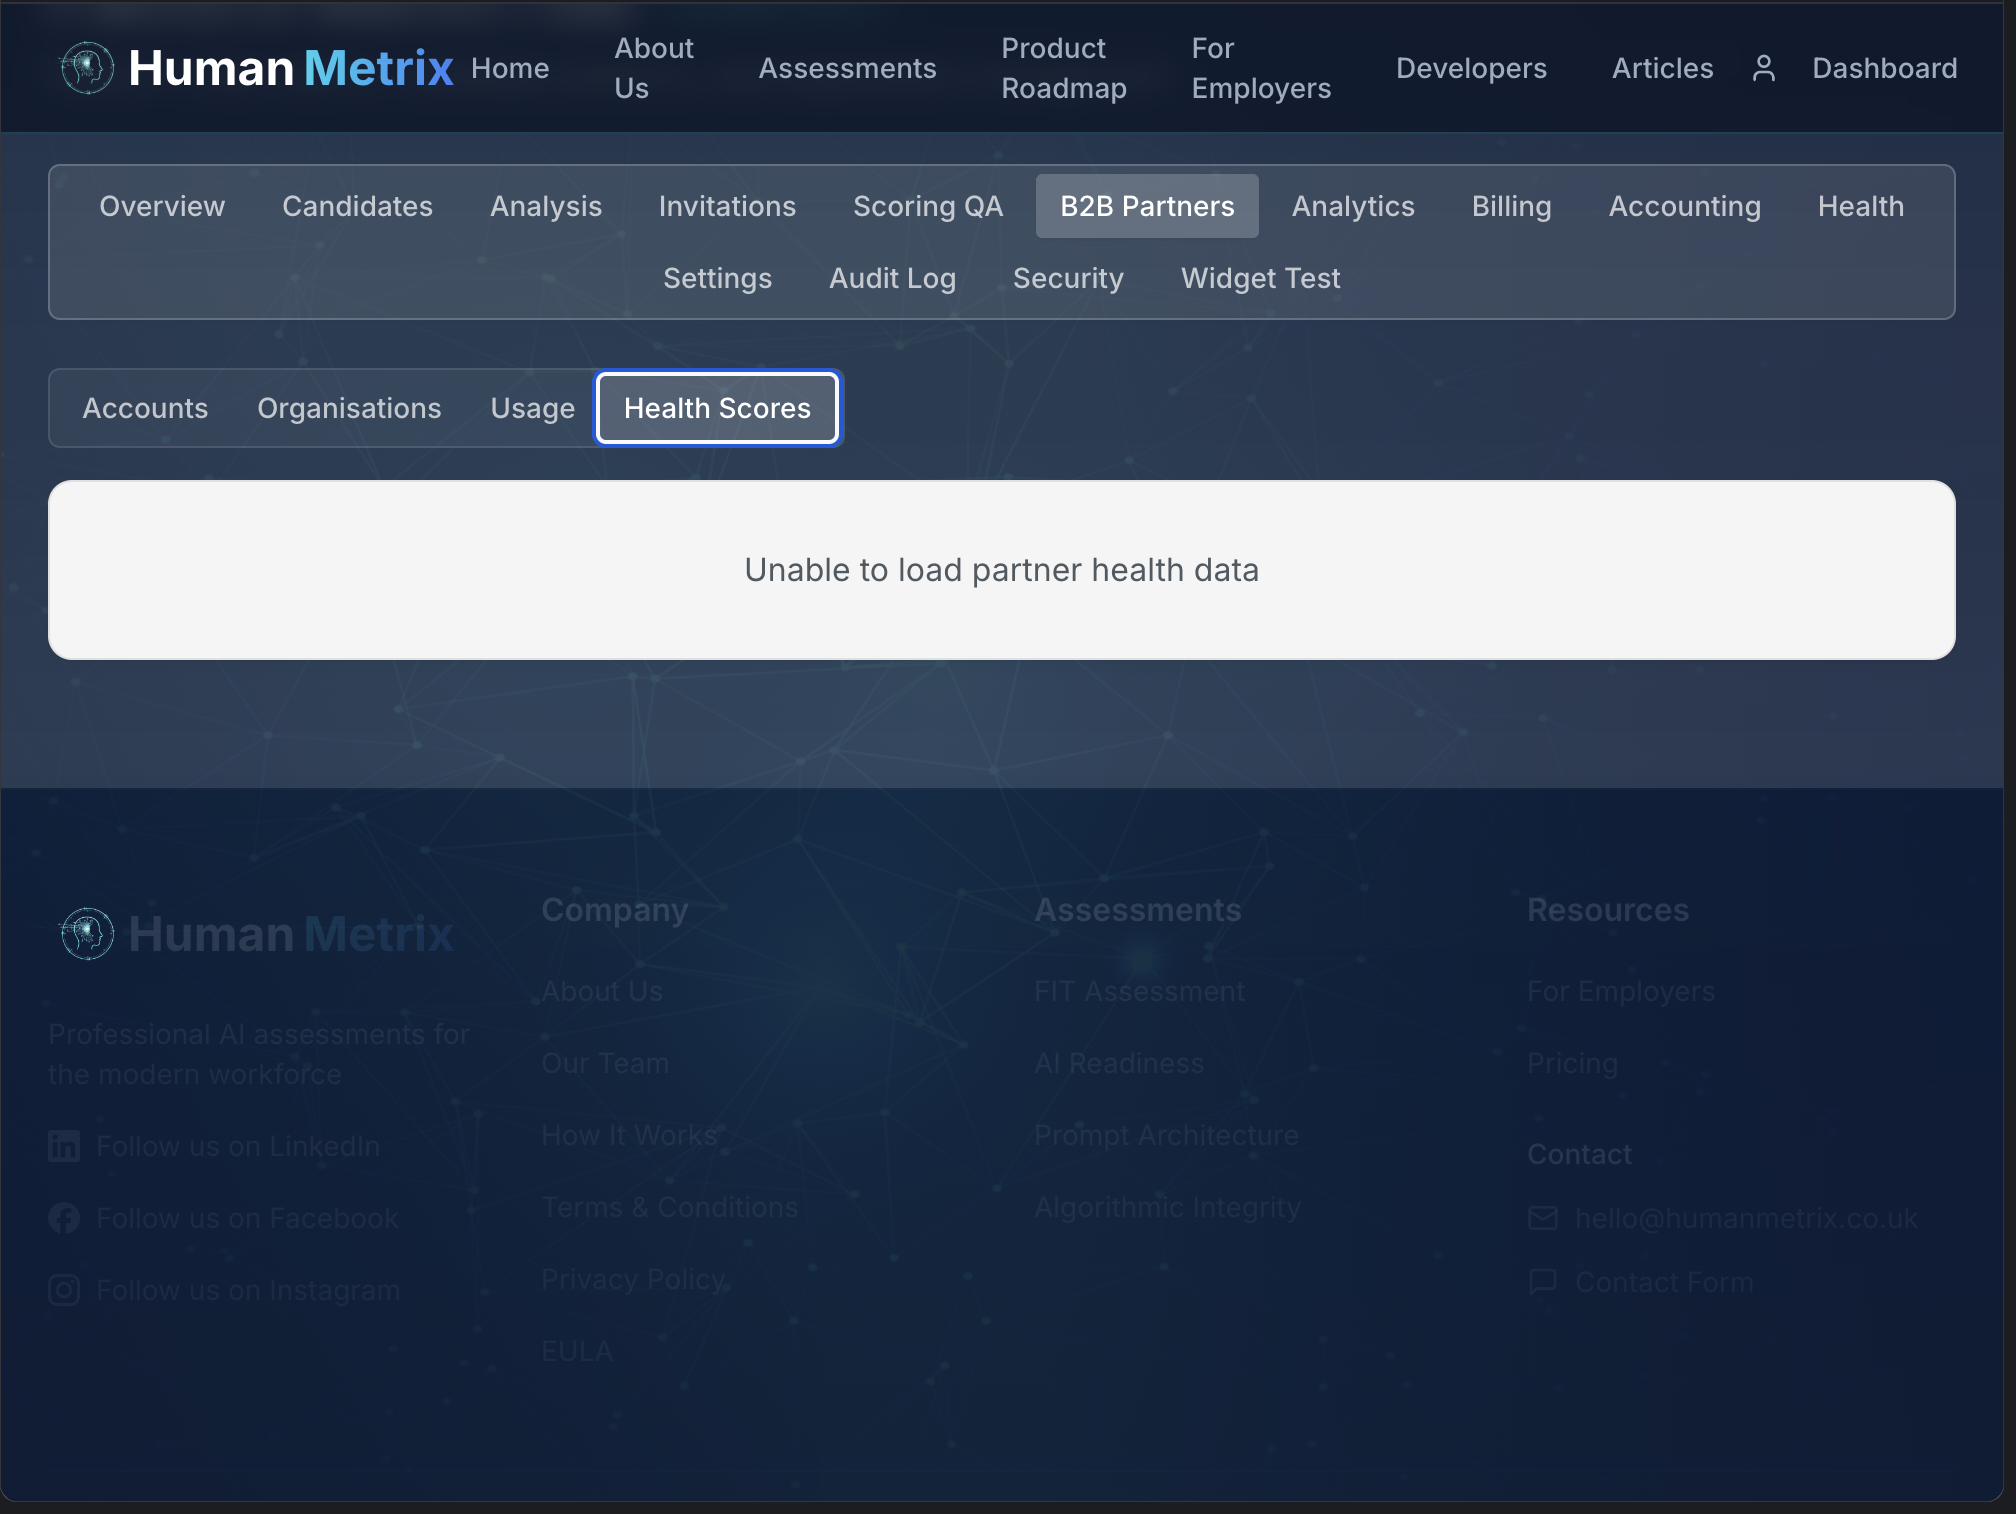 Human Metrix
Home
About
Us
Assessments
Product
Roadmap
For
Employers
Developers
Articles
Dashboard
Overview
Candidates
Analysis
Invitations
Scoring QA
B2B Partners
Analytics
Billing
Accounting
Health
Settings
Audit Log
Security
Widget Test
Accounts
Organisations
Usage
Health Scores
Unable to load partner health data
Human Metrix
Professional AI assessments for
the modern workforce
Follow us on LinkedIn
Follow us on Facebook
Follow us on Instagram
Company
About Us
Our Team
How It Works
Terms & Conditions
Privacy Policy
EULA
Assessments
FIT Assessment
AI Readiness
Prompt Architecture
Algorithmic Integrity
Resources
For Employers
Pricing
Contact
hello@humanmetrix.co.uk
Contact Form